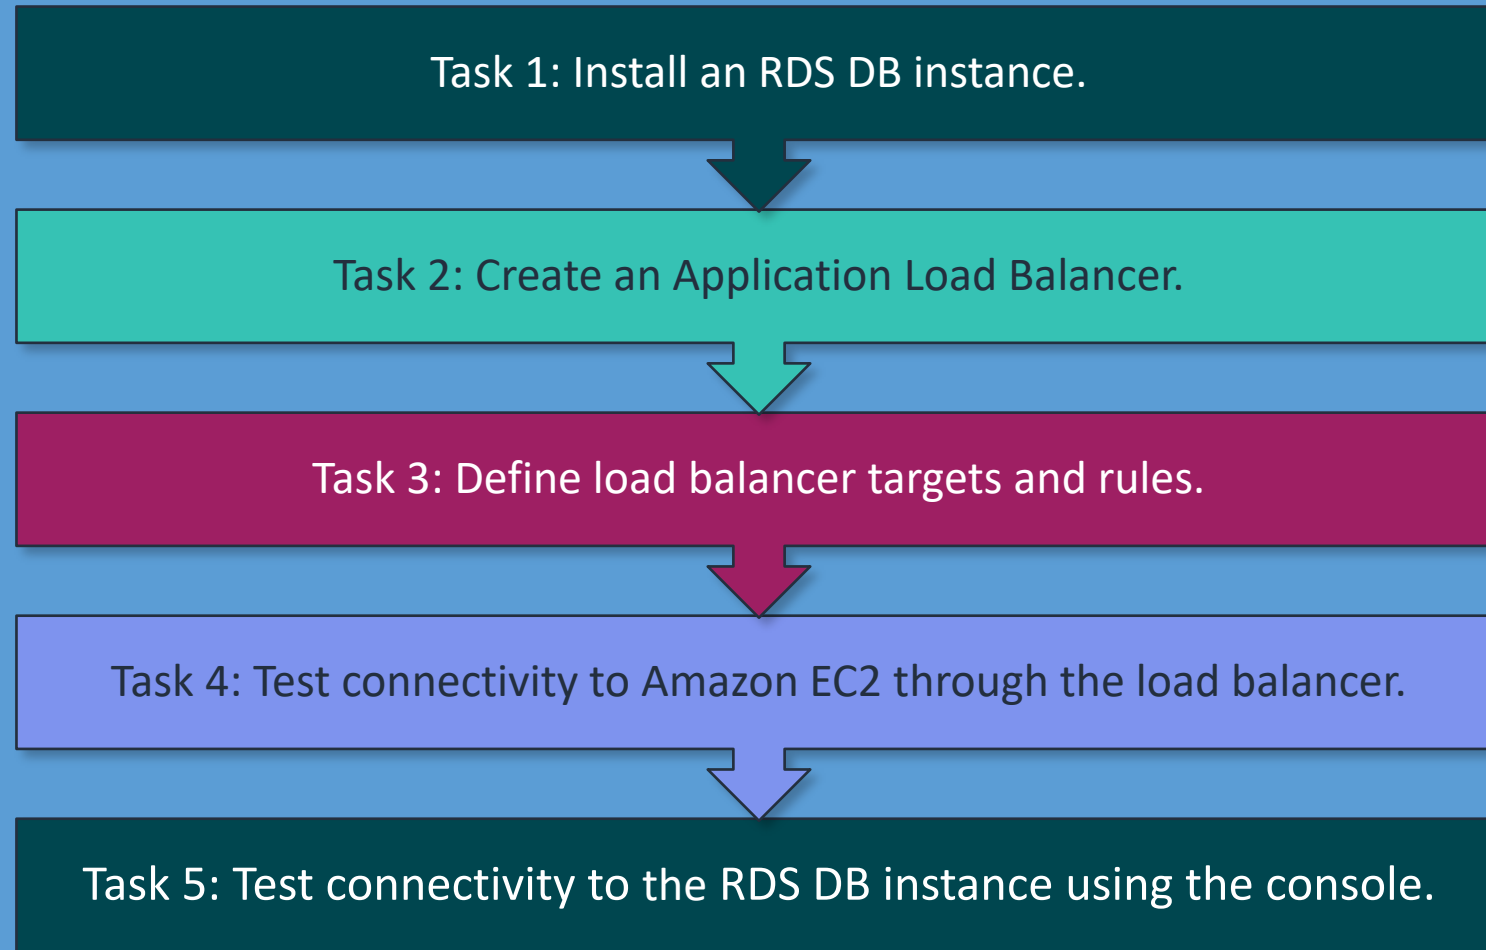 Task 1: Install an RDS DB instance.
Task 2: Create an Application Load Balancer.
Task 3: Define load balancer targets and rules.
Task 4: Test connectivity to Amazon EC2 through the load balancer.
Task 5: Test connectivity to the RDS DB instance using the console.